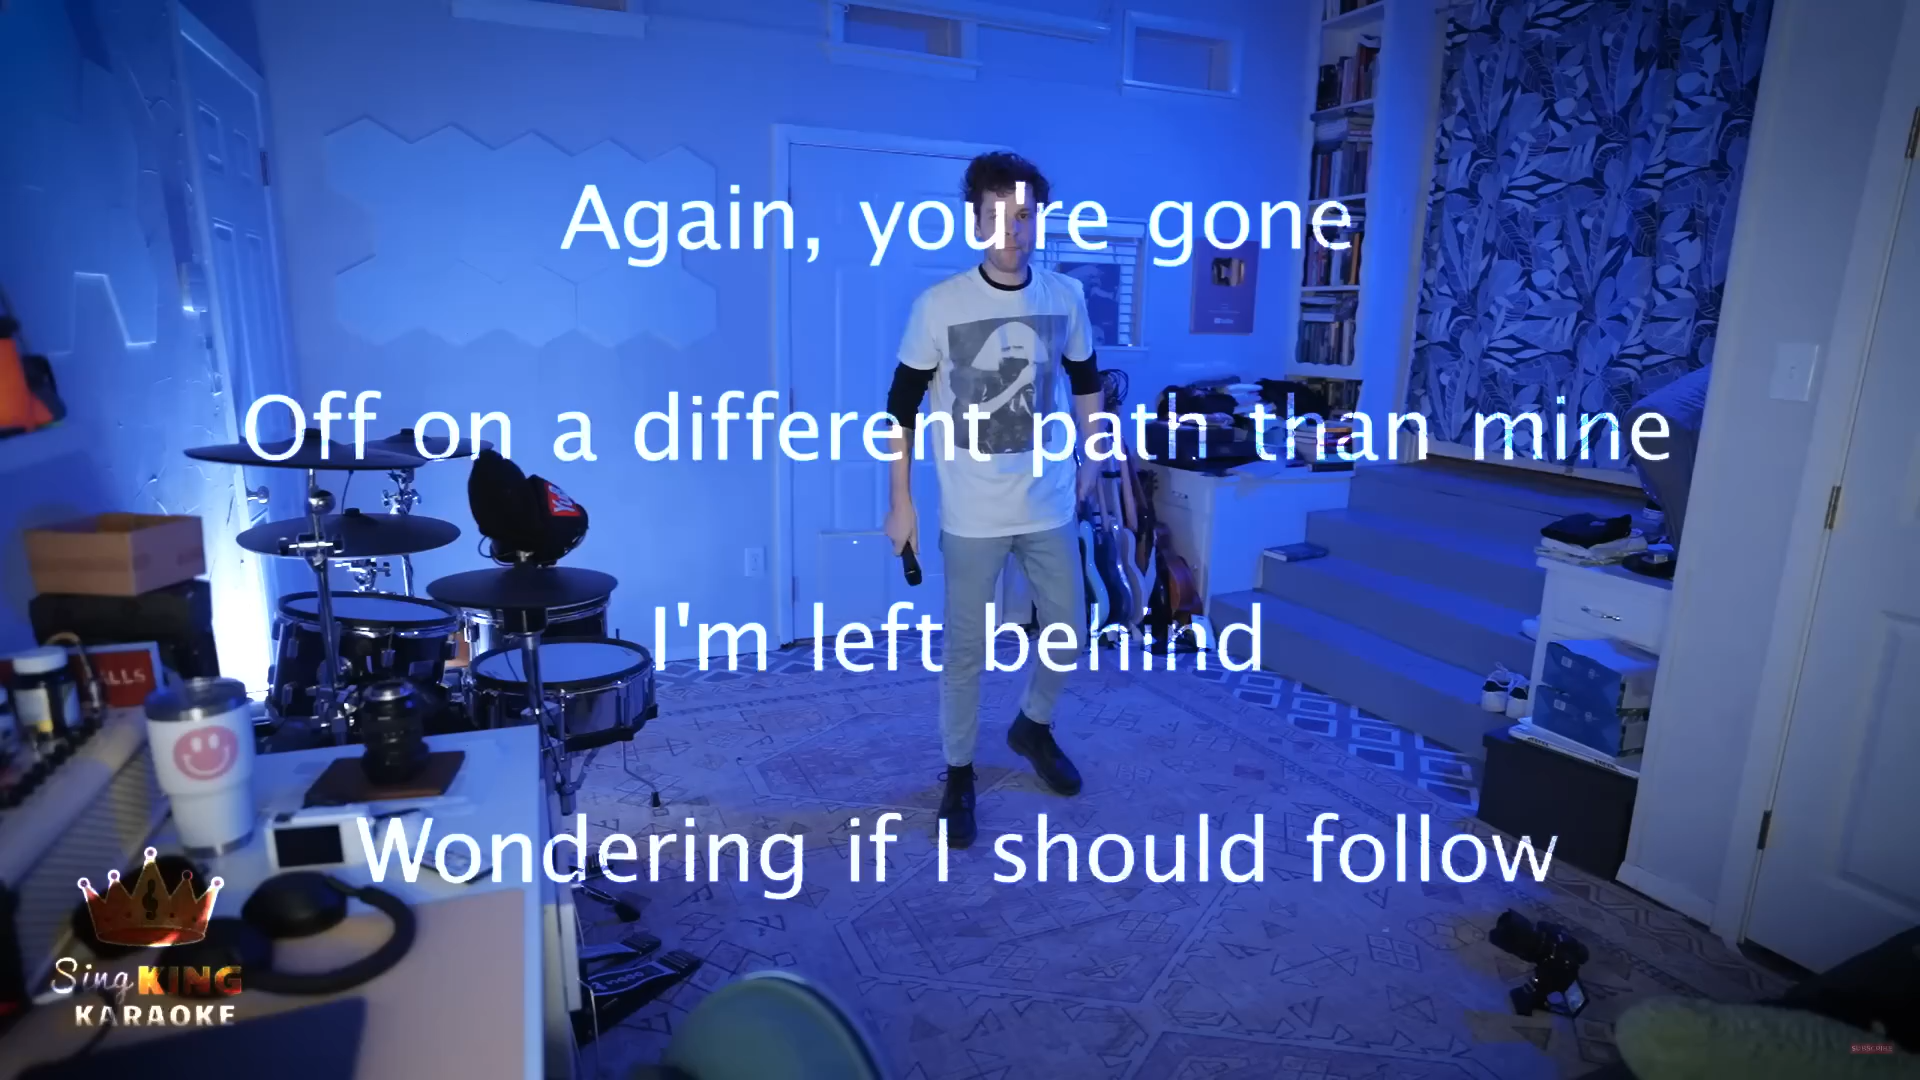 Again, you're gone
Off on a different path than mine
I'm left behind
Wondering if I should follow
Sing KING
KARAOKE
SUBSCRIBE